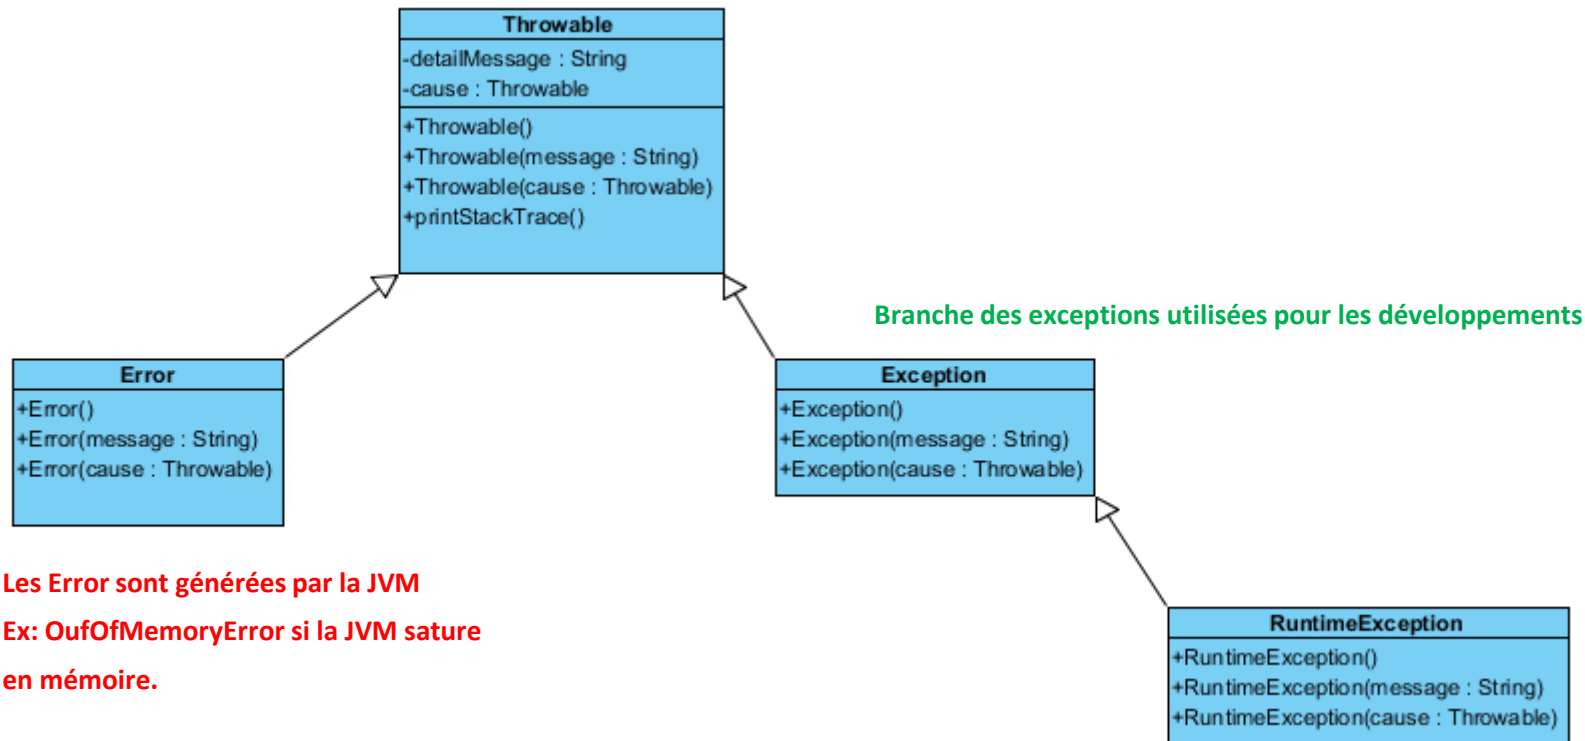 Throwable
-detailMessage : String
-cause : Throwable
+Throwable()
+Throwable(message : String)
+Throwable(cause : Throwable)
+printStackTrace()
Branche des exceptions utilisées pour les développements
Error
+Error()
+Error(message : String)
+Error(cause : Throwable)
Exception
+Exception()
+Exception(message : String)
+Exception(cause : Throwable)
Les Error sont générées par la JVM
Ex: OufOfMemoryError si la JVM sature
en mémoire.
RuntimeException
+RuntimeException()
+RuntimeException(message : String)
+RuntimeException(cause : Throwable)